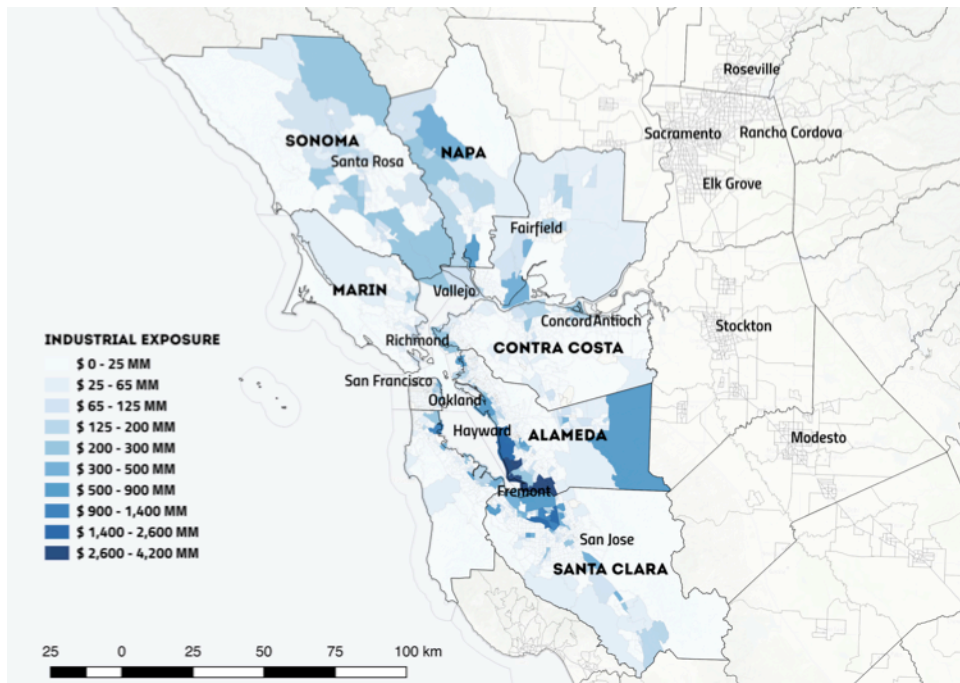 Roseville
Sacramento
Rancho Cordova
SONOMA
Santa Rosa
NAPA
Elk Grove
Fairfield
MARIN
Vallejo
Concord Antioch
Stockton
INDUSTRIAL EXPOSURE
Richmond
CONTRA COSTA
$ 0 - 25 MM
$ 25 - 65 MM
San Francisco
$ 65 - 125 MM
Oakland
$ 125 - 200 MM
Hayward
ALAMEDA
Modesto
$ 200 - 300 MM
$ 300 - 500 MM
$ 500 - 900 MM
Fremont
$ 900 - 1,400 MM
$ 1,400 - 2,600 MM
San Jose
$ 2,600 - 4,200 MM
SANTA CLARA
25 0 25 50 75 100 km